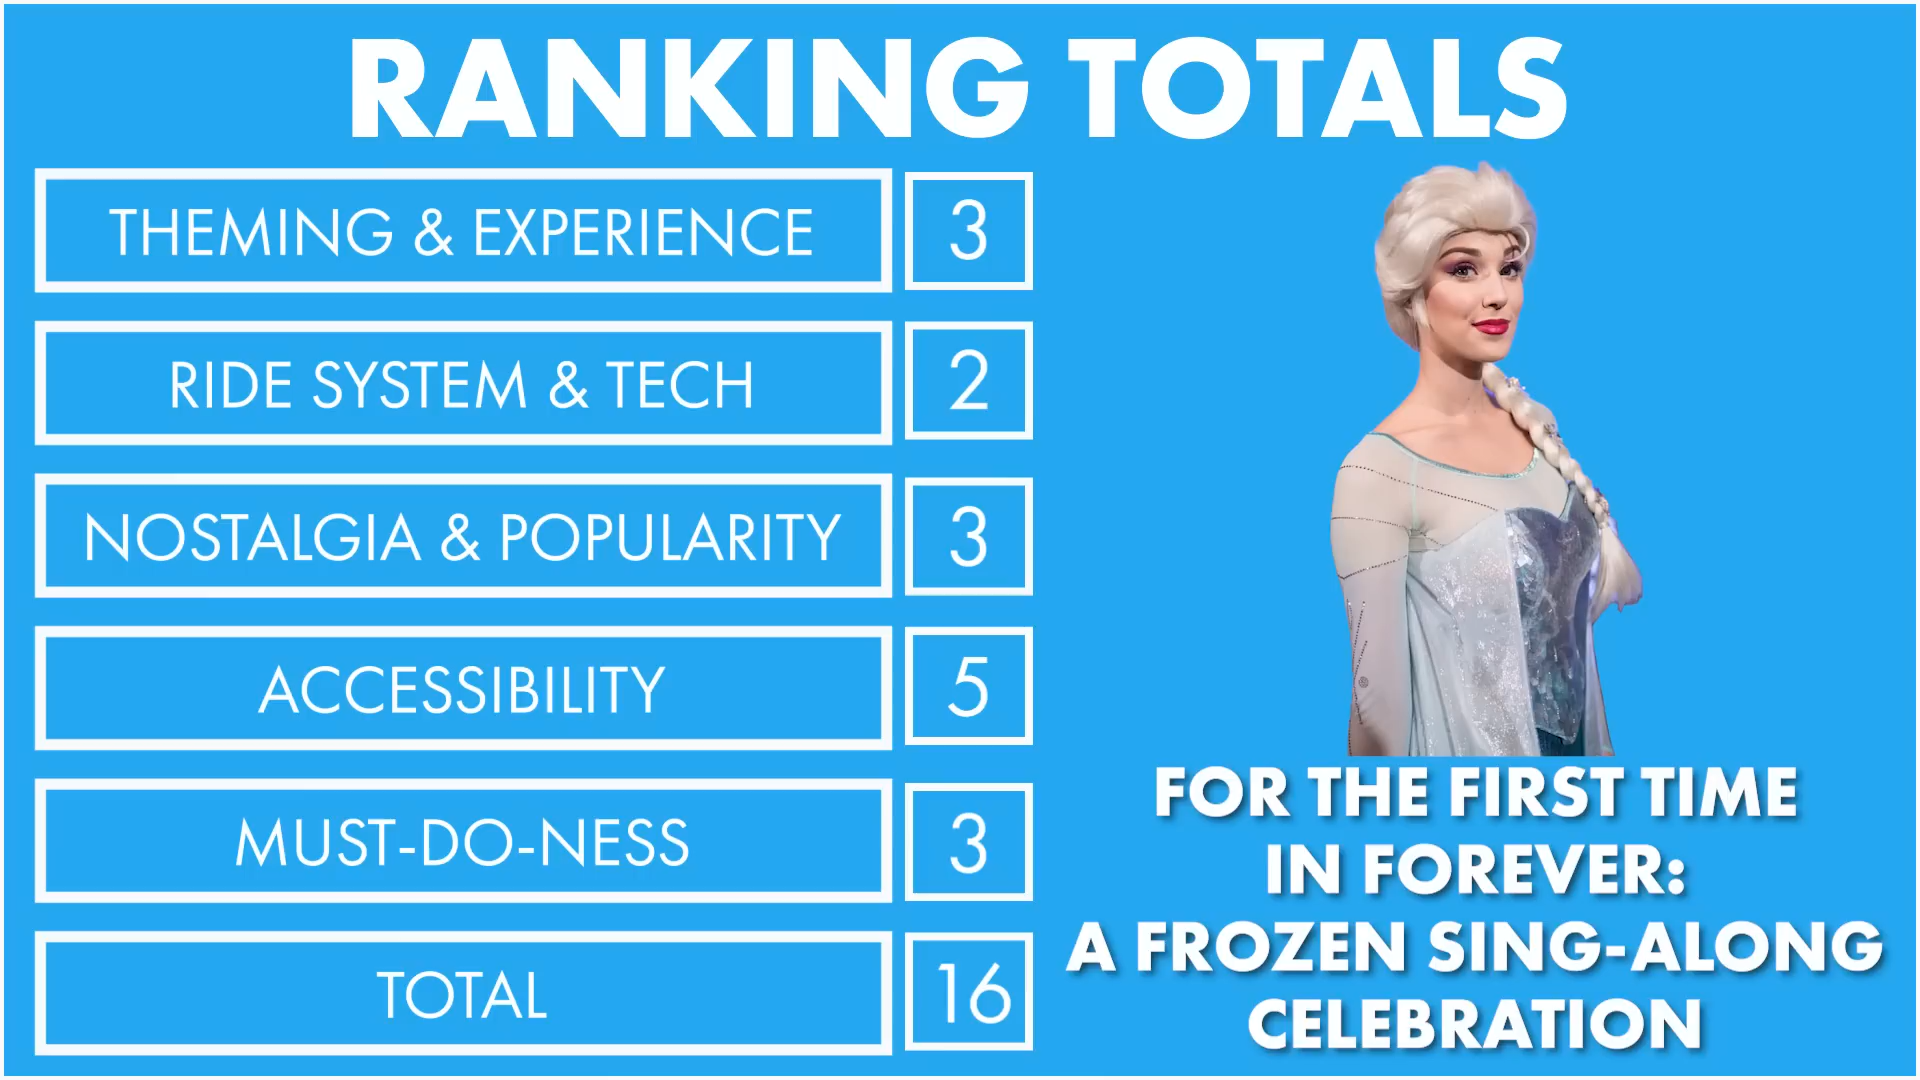 RANKING TOTALS
THEMING & EXPERIENCE 3
RIDE SYSTEM & TECH 2
NOSTALGIA & POPULARITY 3
ACCESSIBILITY 5
MUST-DO-NESS 3
TOTAL 16
FOR THE FIRST TIME
IN FOREVER:
A FROZEN SING-ALONG
CELEBRATION